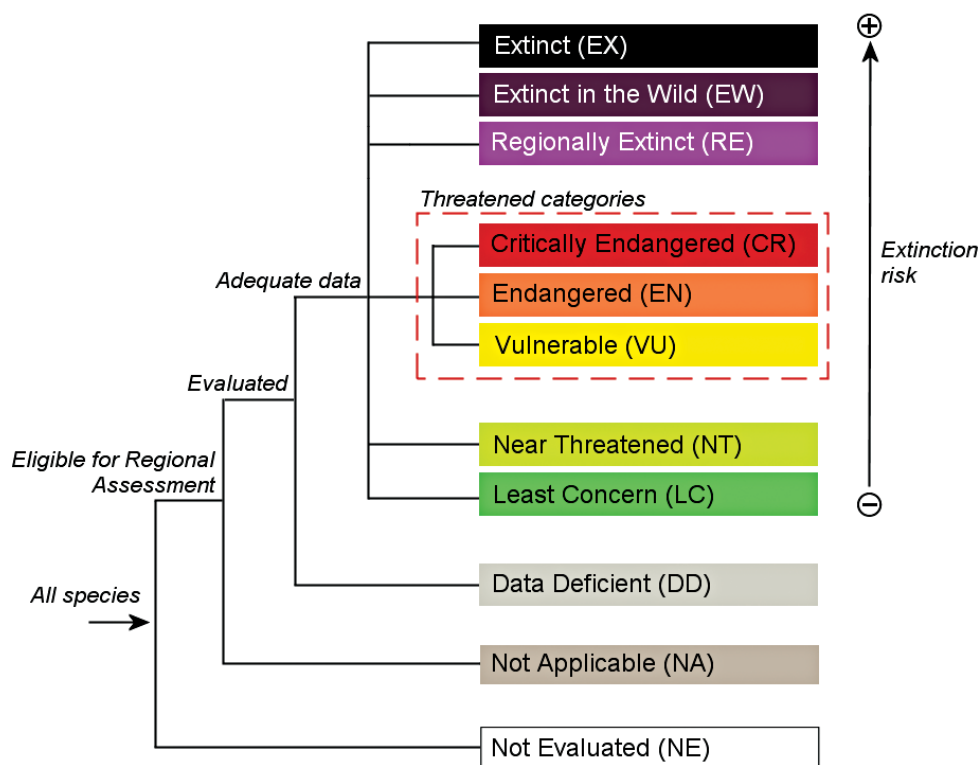 Extinct (EX)
Extinct in the Wild (EW)
Regionally Extinct (RE)
Threatened categories
Critically Endangered (CR)
Extinction
risk
Adequate data
Endangered (EN)
Vulnerable (VU)
Evaluated
Near Threatened (NT)
Eligible for Regional
Assessment
Least Concern (LC)
All species
Data Deficient (DD)
Not Applicable (NA)
Not Evaluated (NE)